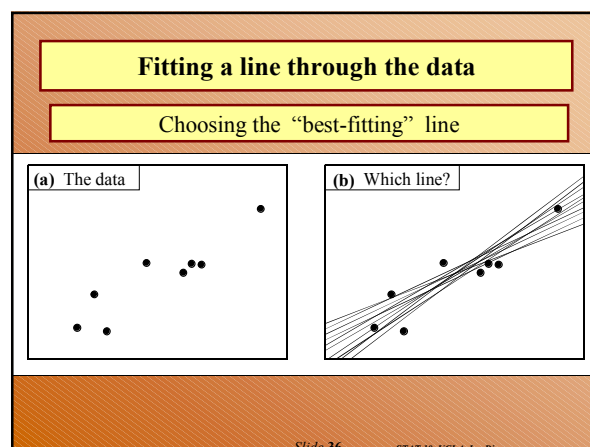 Fitting a line through the data
Choosing the “best-fitting” line
(a) The data
(b) Which line?
Slide 36